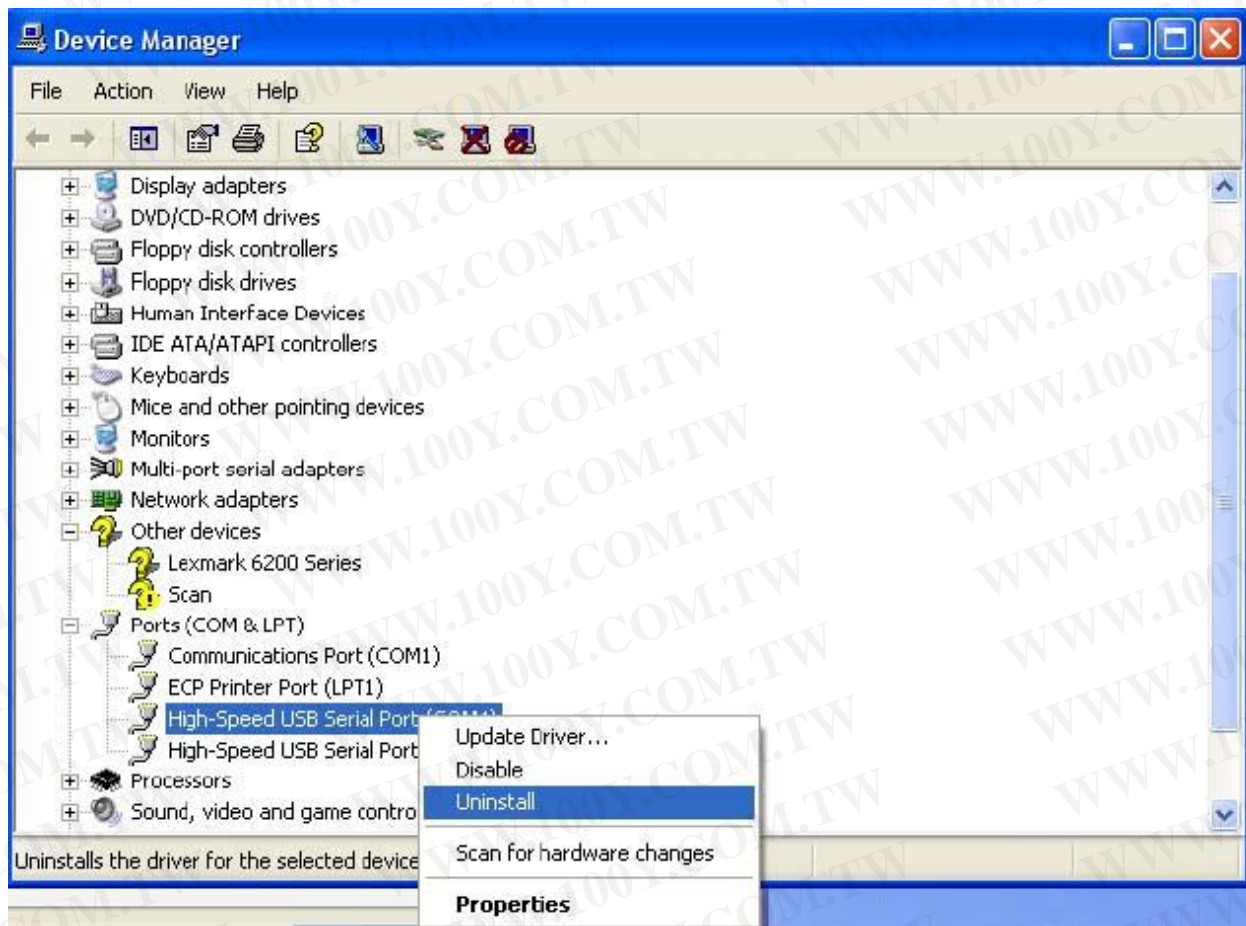 Device Manager
File Action View Help
Display adapters
DVD/CD-ROM drives
Floppy disk controllers
Floppy disk drives
Human Interface Devices
IDE ATA/ATAPI controllers
Keyboards
Mice and other pointing devices
Monitors
Multi-port serial adapters
Network adapters
Other devices
Lexmark 6200 Series
Scan
Ports (COM & LPT)
Communications Port (COM1)
ECP Printer Port (LPT1)
High-Speed USB Serial Port
High-Speed USB Serial Port
Processors
Sound, video and game contro
Update Driver...
Disable
Uninstall
Scan for hardware changes
Properties
Uninstalls the driver for the selected device
WWW.100Y.COM.TW